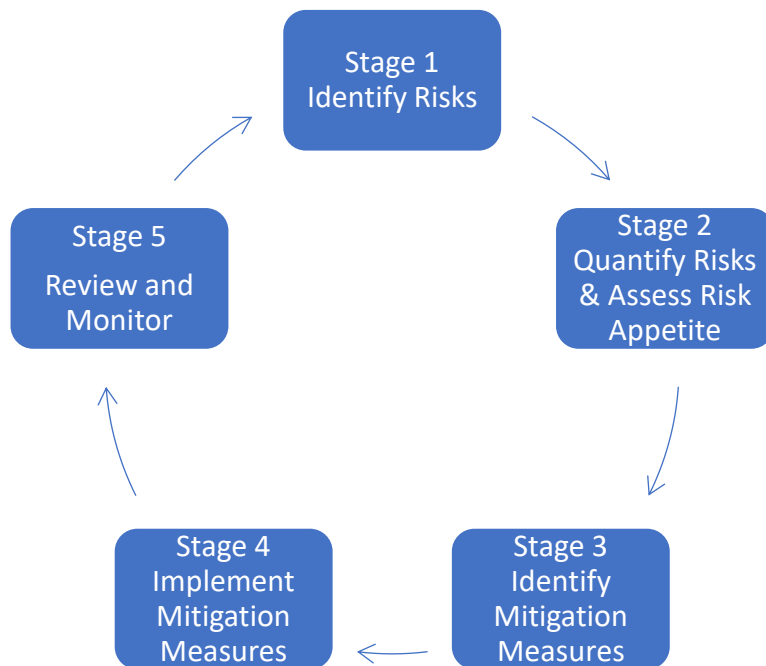 Stage 1
Identify Risks
Stage 2
Quantify Risks
& Assess Risk
Appetite
Stage 3
Identify
Mitigation
Measures
Stage 4
Implement
Mitigation
Measures
Stage 5
Review and
Monitor